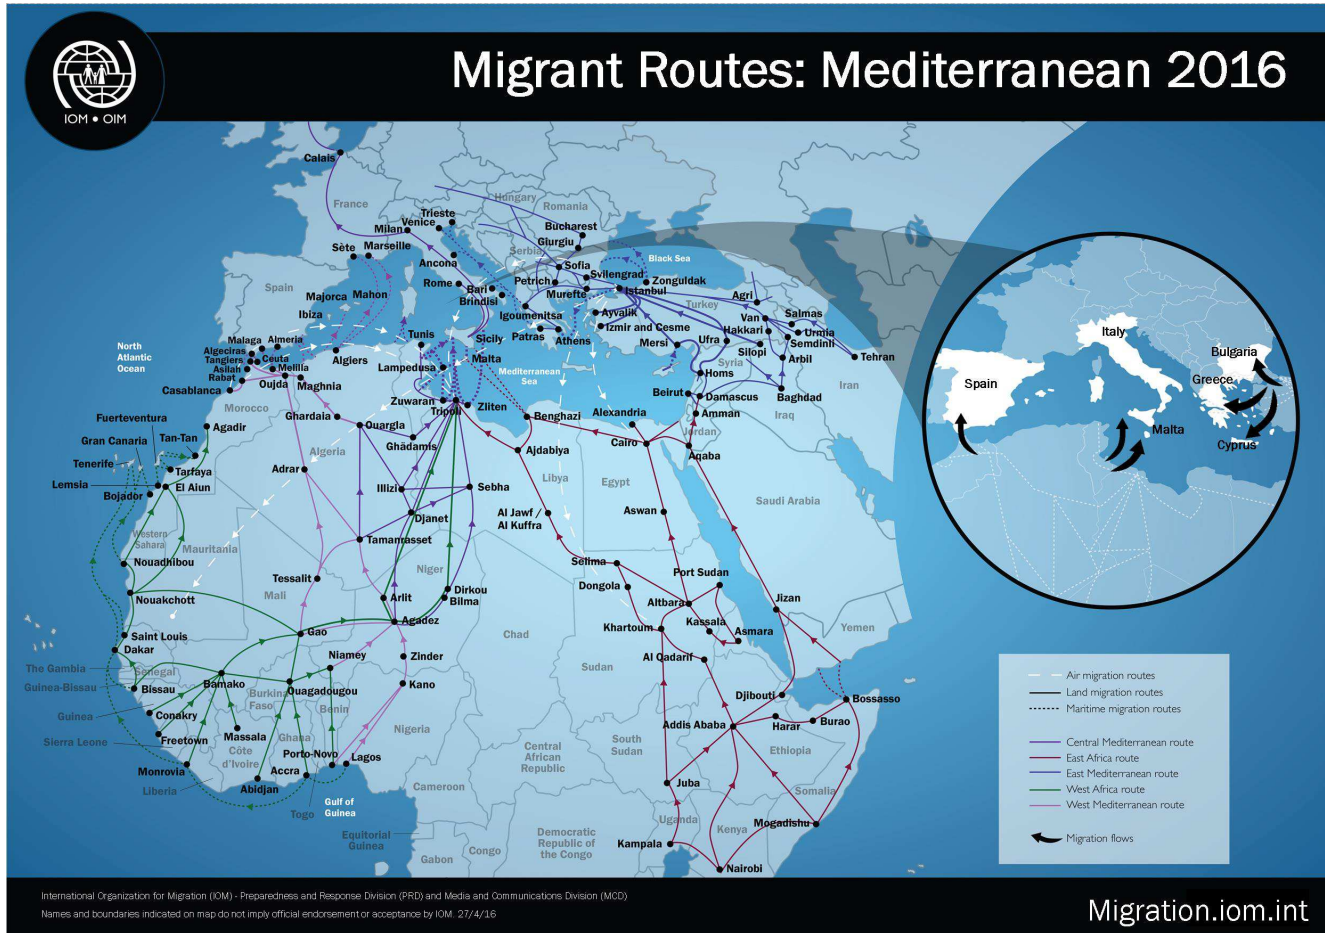 Migrant Routes: Mediterranean 2016
IOM • OIM
Calais
France
Hungary
Romania
Trieste
Venice
Milan
Bucharest
Giurgiu
Sète
Marseille
Serbia
Black Sea
Ancona
Sofia
Svilengrad
Zonguldak
Spain
Rome
Bari
Petrich
Istanbul
Majorca
Mahon
Brindisi
Murefte
Agri
Turkey
Ibiza
Igoumenitsa
Ayvalik
Van
Salmas
Izmir and Cesme
Hakkari
Urmia
Malaga
Almeria
Tunis
Sicily
Patras
Athens
Mersi
Ufra
Semdinli
North
Atlantic
Ocean
Algeciras
Tangiers
Ceuta
Asilah
Melilla
Rabat
Algiers
Malta
Silopi
Arbil
Tehran
Lampedusa
Mediterranean
Sea
Syria
Homs
Casablanca
Oujda
Maghnia
Iran
Beirut
Damascus
Baghdad
Morocco
Zuwaran
Tripoli
Zliten
Benghazi
Alexandria
Amman
Iraq
Fuerteventura
Ghardaia
Ouargla
Agadir
Jordan
Gran Canaria
Tan-Tan
Ghãdamis
Cairo
Aqaba
Algeria
Ajdabiya
Tenerife
Tarfaya
Adrar
Libya
Egypt
Lemsia
El Aiun
Bojador
Illizi
Sebha
Saudi Arabia
Djanet
Al Jawf /
Al Kuffra
Aswan
Western
Sahara
Mauritania
Tamanrasset
Nouadhibou
Selima
Niger
Port Sudan
Tessalit
Dongola
Mali
Arlit
Dirkou
Bilma
Nouakchott
Altbara
Jizan
Agadez
Kassala
Khartoum
Asmara
Saint Louis
Gao
Chad
Yemen
Dakar
Niamey
Zinder
Al Qadarif
Sudan
The Gambia
Senegal
Guinea-Bissau
Bissau
Bamako
Burkina
Faso
Ouagadougou
Kano
Djibouti
Bossasso
Benin
Guinea
Conakry
Addis Ababa
Harar
Burao
Nigeria
Sierra Leone
Freetown
Massala
Ghana
South
Sudan
Central
African
Republic
Ethiopia
Côte
d'Ivoire
Porto-Novo
Lagos
Monrovia
Accra
Liberia
Abidjan
Cameroon
Juba
Somalia
Togo
Gulf of
Guinea
Uganda
Mogadishu
Kenya
Equitorial
Guinea
Democratic
Republic of
the Congo
Kampala
Congo
Gabon
Nairobi
Italy
Bulgaria
Spain
Greece
Malta
Cyprus
Air migration routes
Land migration routes
Maritime migration routes
Central Mediterranean route
East Africa route
East Mediterranean route
West Africa route
West Mediterranean route
Migration flows
International Organization for Migration (IOM) - Preparedness and Response Division (PRD) and Media and Communications Division (MCD)
Names and boundaries indicated on map do not imply official endorsement or acceptance by IOM. 27/4/16
Migration.iom.int